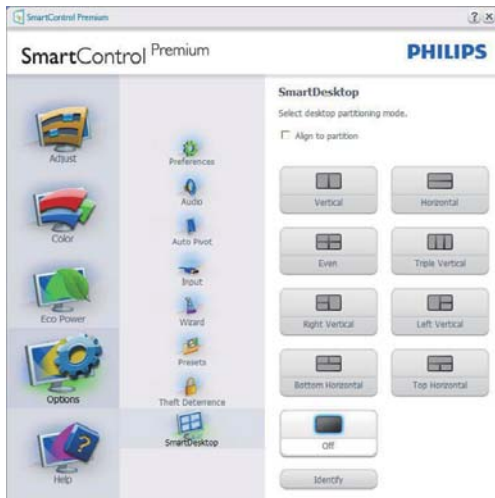 SmartControl Premium
SmartControl Premium
PHILIPS
Adjust
Color
Eco Power
Options
Help
Preferences
Audio
Auto Pivot
Input
Wizard
Presets
Theft Deterrence
SmartDesktop
SmartDesktop
Select desktop partitioning mode.
Align to partition
Vertical
Horizontal
Even
Triple Vertical
Right Vertical
Left Vertical
Bottom Horizontal
Top Horizontal
Off
Identify